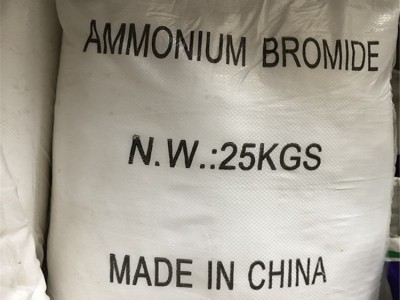 AMMONIUM BROMIDE
N.W.:25KGS
MADE IN CHINA